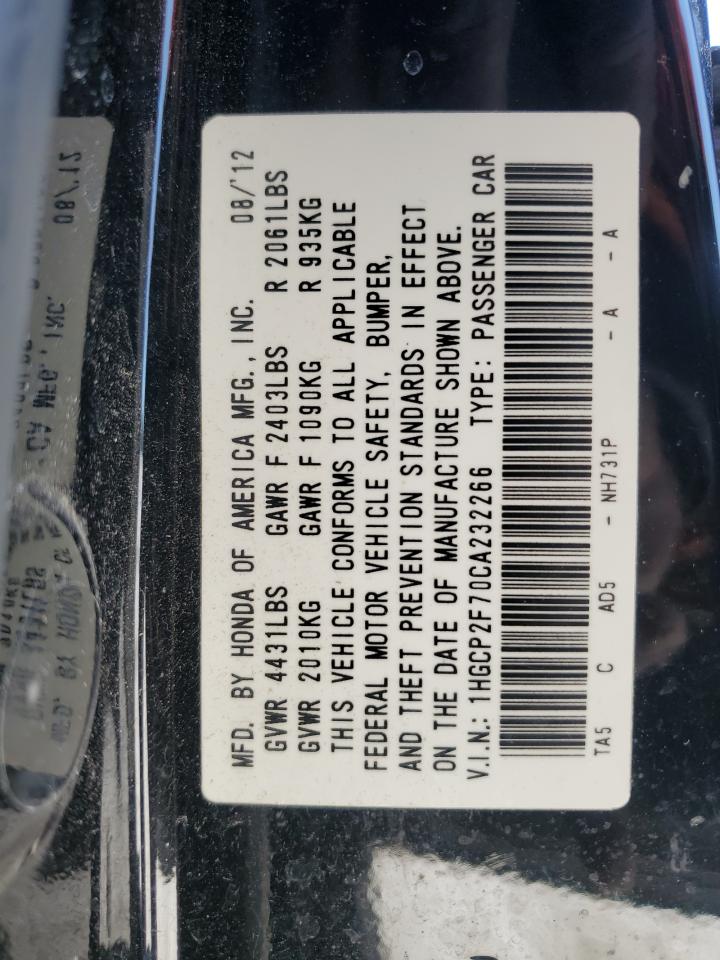 MFD. BY HONDA OF AMERICA MFG., INC. 08/'12
GVWR 4431LBS GAWR F 2403LBS R 2061LBS
GVWR 2010KG GAWR F 1090KG R 935KG
THIS VEHICLE CONFORMS TO ALL APPLICABLE
FEDERAL MOTOR VEHICLE SAFETY, BUMPER,
AND THEFT PREVENTION STANDARDS IN EFFECT
ON THE DATE OF MANUFACTURE SHOWN ABOVE.
V.I.N.: 1HGCP2F70CA232266 TYPE: PASSENGER CAR
TA5 C AD5 - NH731P - A - A